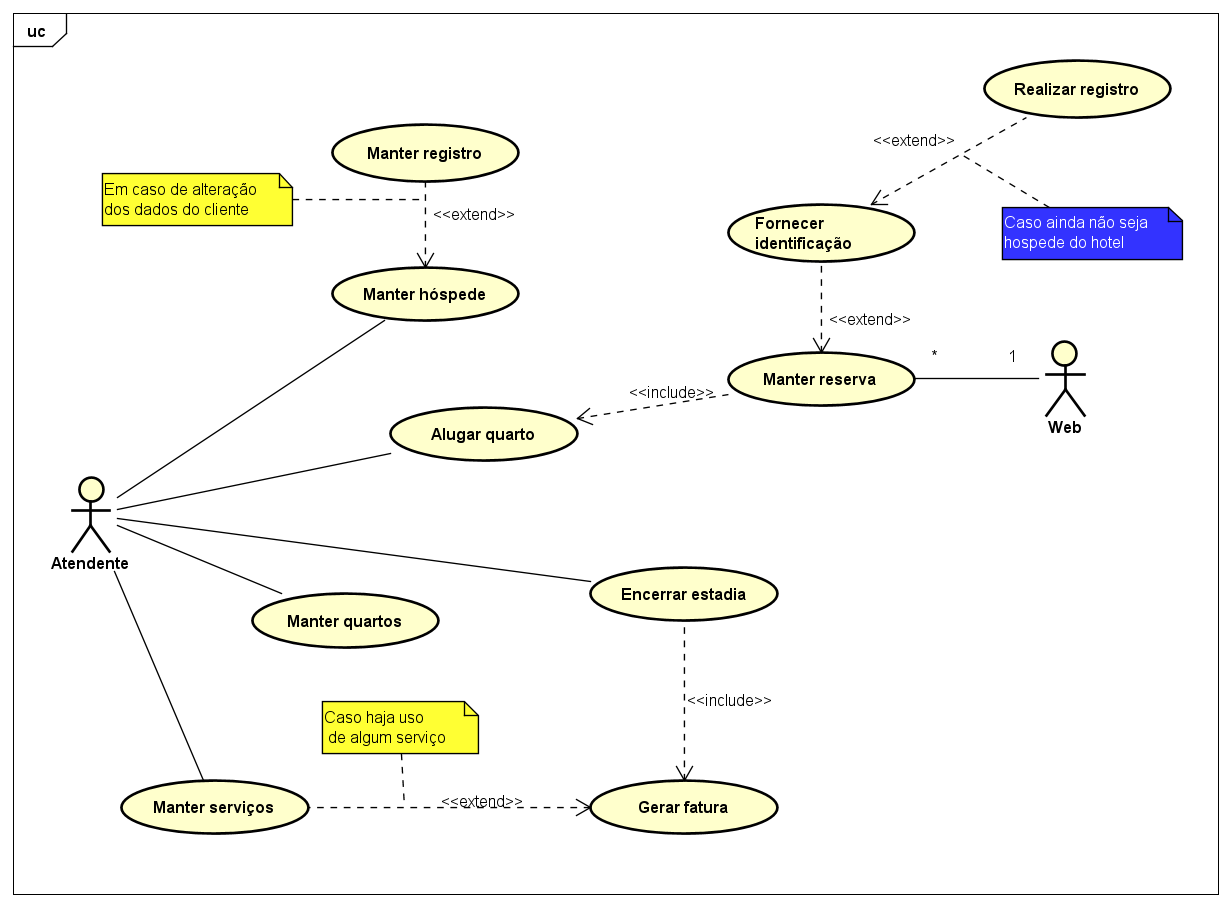 uc
Realizar registro
<<extend>>
Manter registro
Em caso de alteração
dos dados do cliente
<<extend>>
Fornecer
identificação
Caso ainda não seja
hospede do hotel
Manter hóspede
<<extend>>
* 1
Manter reserva
Web
<<include>>
Alugar quarto
Atendente
Encerrar estadia
Manter quartos
<<include>>
Caso haja uso
de algum serviço
Manter serviços
<<extend>>
Gerar fatura